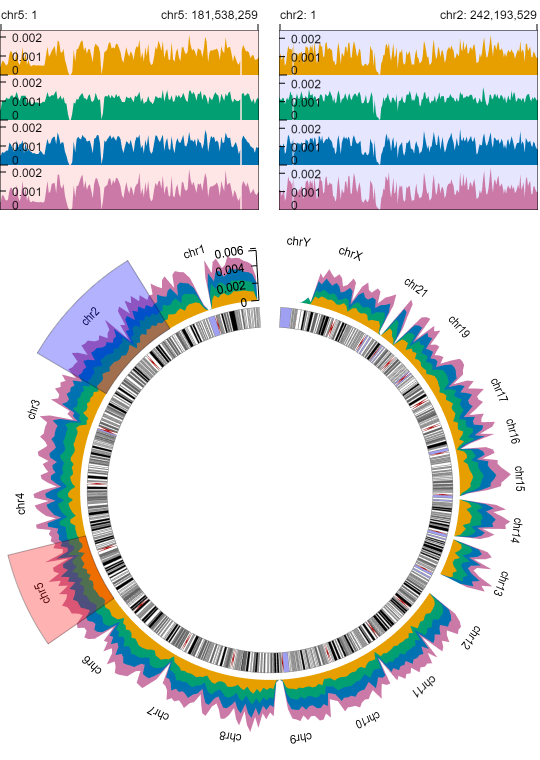 chr5: 1 chr5: 181,538,259
chr2: 1 chr2: 242,193,529
0.002
0.001
0
0.002
0.001
0
0.002
0.001
0
0.002
0.001
0
0.002
0.001
0
0.002
0.001
0
0.002
0.001
0
0.002
0.001
0
chr1
0.006
0.004
0.002
0
chrY
chrX
chr21
chr19
chr17
chr16
chr15
chr14
chr13
chr12
chr11
chr10
chr9
chr8
chr7
chr6
chr5
chr4
chr3
chr2